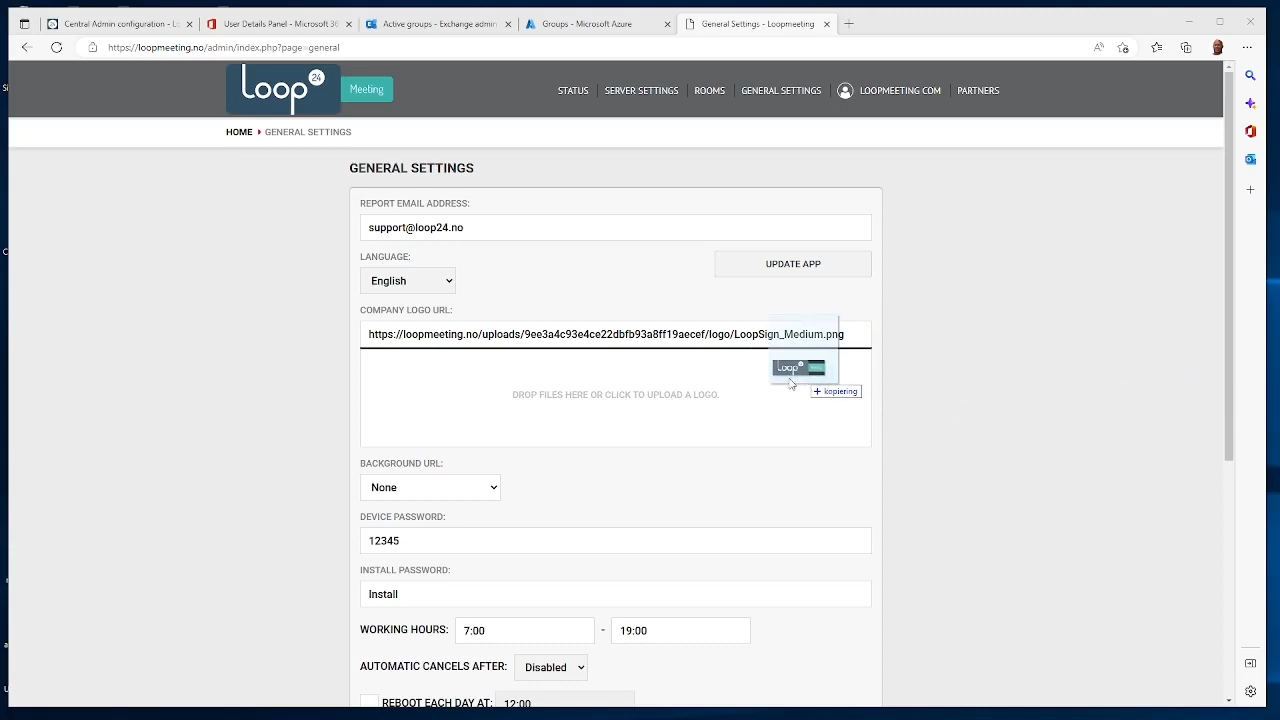 Central Admin configuration - Lo
User Details Panel - Microsoft 36
Active groups - Exchange admin
Groups - Microsoft Azure
General Settings - Loopmeeting
https://loopmeeting.no/admin/index.php?page=general
loop 24 Meeting
STATUS
SERVER SETTINGS
ROOMS
GENERAL SETTINGS
LOOPMEETING COM
PARTNERS
HOME
GENERAL SETTINGS
GENERAL SETTINGS
REPORT EMAIL ADDRESS:
support@loop24.no
LANGUAGE:
English
UPDATE APP
COMPANY LOGO URL:
https://loopmeeting.no/uploads/9ee3a4c93e4ce22dbfb93a8ff19aecef/logo/LoopSign_Medium.png
loop
+ kopiering
DROP FILES HERE OR CLICK TO UPLOAD A LOGO.
BACKGROUND URL:
None
DEVICE PASSWORD:
12345
INSTALL PASSWORD:
Install
WORKING HOURS: 7:00 - 19:00
AUTOMATIC CANCELS AFTER: Disabled
REBOOT EACH DAY AT: 12:00